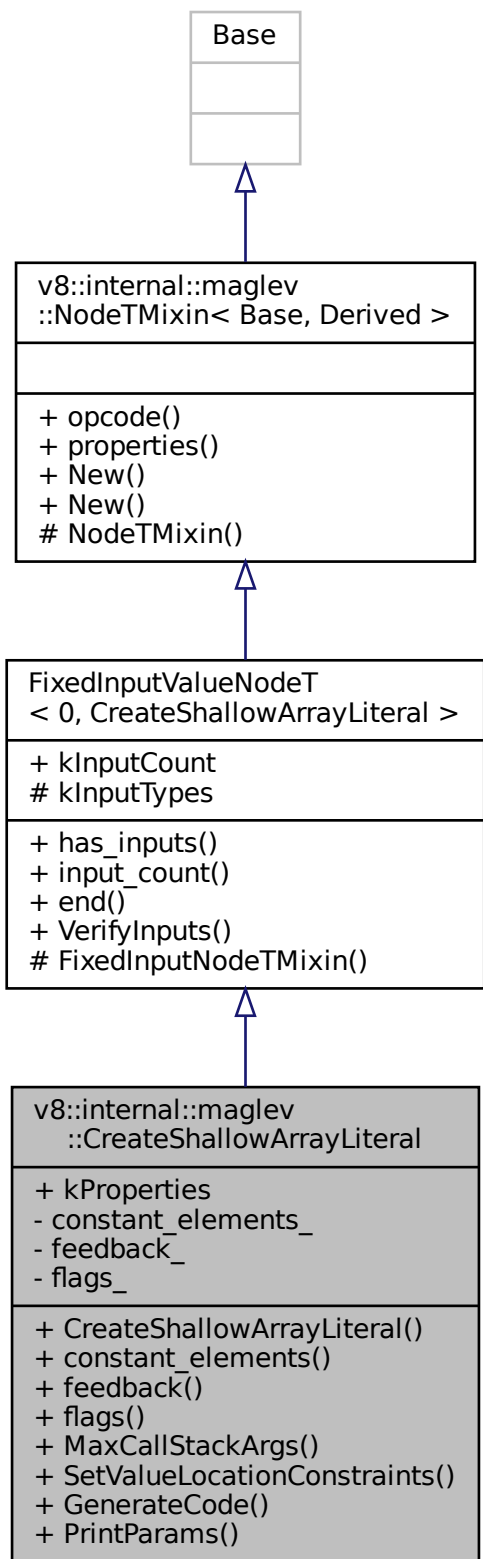 Base
v8::internal::maglev
::NodeTMixin< Base, Derived >
+ opcode()
+ properties()
+ New()
+ New()
# NodeTMixin()
FixedInputValueNodeT
< 0, CreateShallowArrayLiteral >
+ kInputCount
# kInputTypes
+ has_inputs()
+ input_count()
+ end()
+ VerifyInputs()
# FixedInputNodeTMixin()
v8::internal::maglev
::CreateShallowArrayLiteral
+ kProperties
- constant_elements_
- feedback_
- flags_
+ CreateShallowArrayLiteral()
+ constant_elements()
+ feedback()
+ flags()
+ MaxCallStackArgs()
+ SetValueLocationConstraints()
+ GenerateCode()
+ PrintParams()